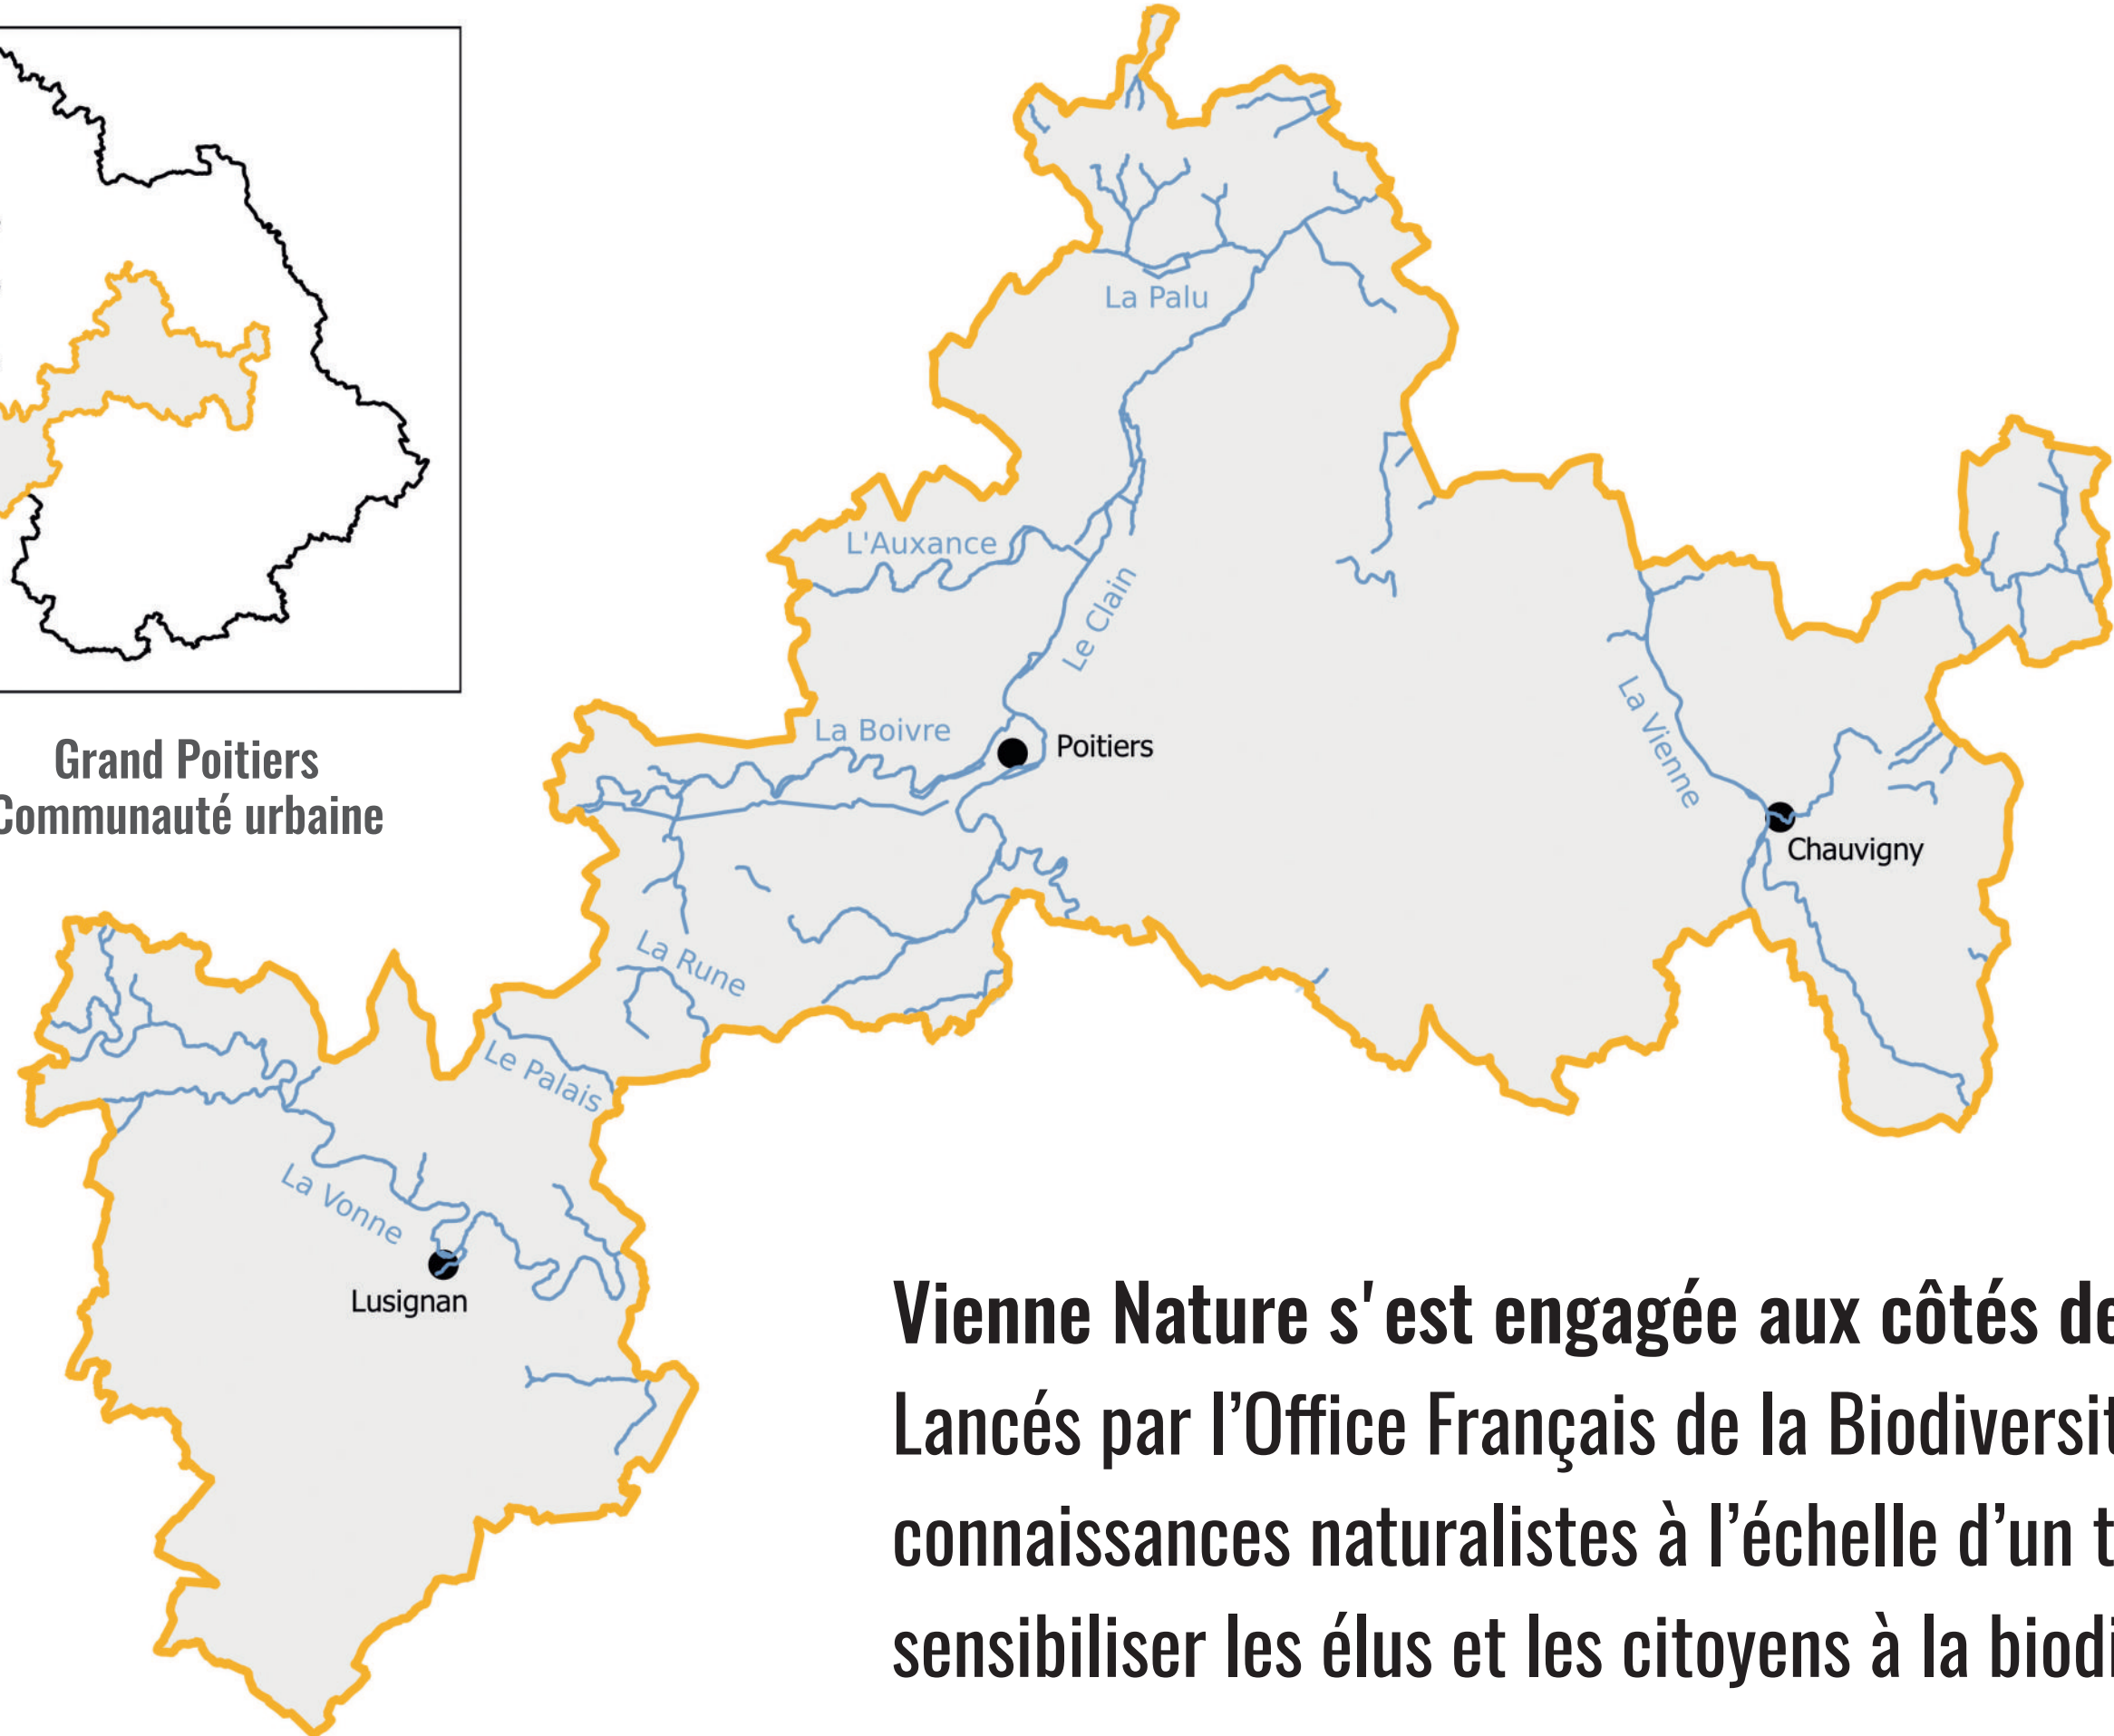 La Palu
L'Auxance
Le Clain
La Boivre
Poitiers
La Vienne
Chauvigny
Grand Poitiers
Communauté urbaine
La Rune
Le Palais
La Vonne
Lusignan
Vienne Nature s'est engagée aux côtés de
Lancés par l’Office Français de la Biodiversit
connaissances naturalistes à l’échelle d’un t
sensibiliser les élus et les citoyens à la biodi